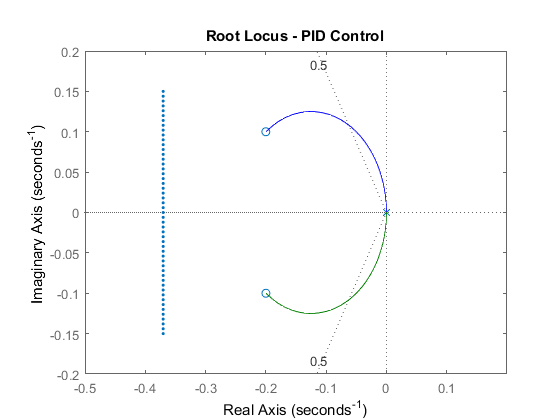 Root Locus - PID Control
0.2
0.5
0.15
0.1
0.05
0
-0.05
-0.1
-0.15
0.5
-0.2
-0.5 -0.4 -0.3 -0.2 -0.1 0 0.1
Imaginary Axis (seconds⁻¹)
Real Axis (seconds⁻¹)